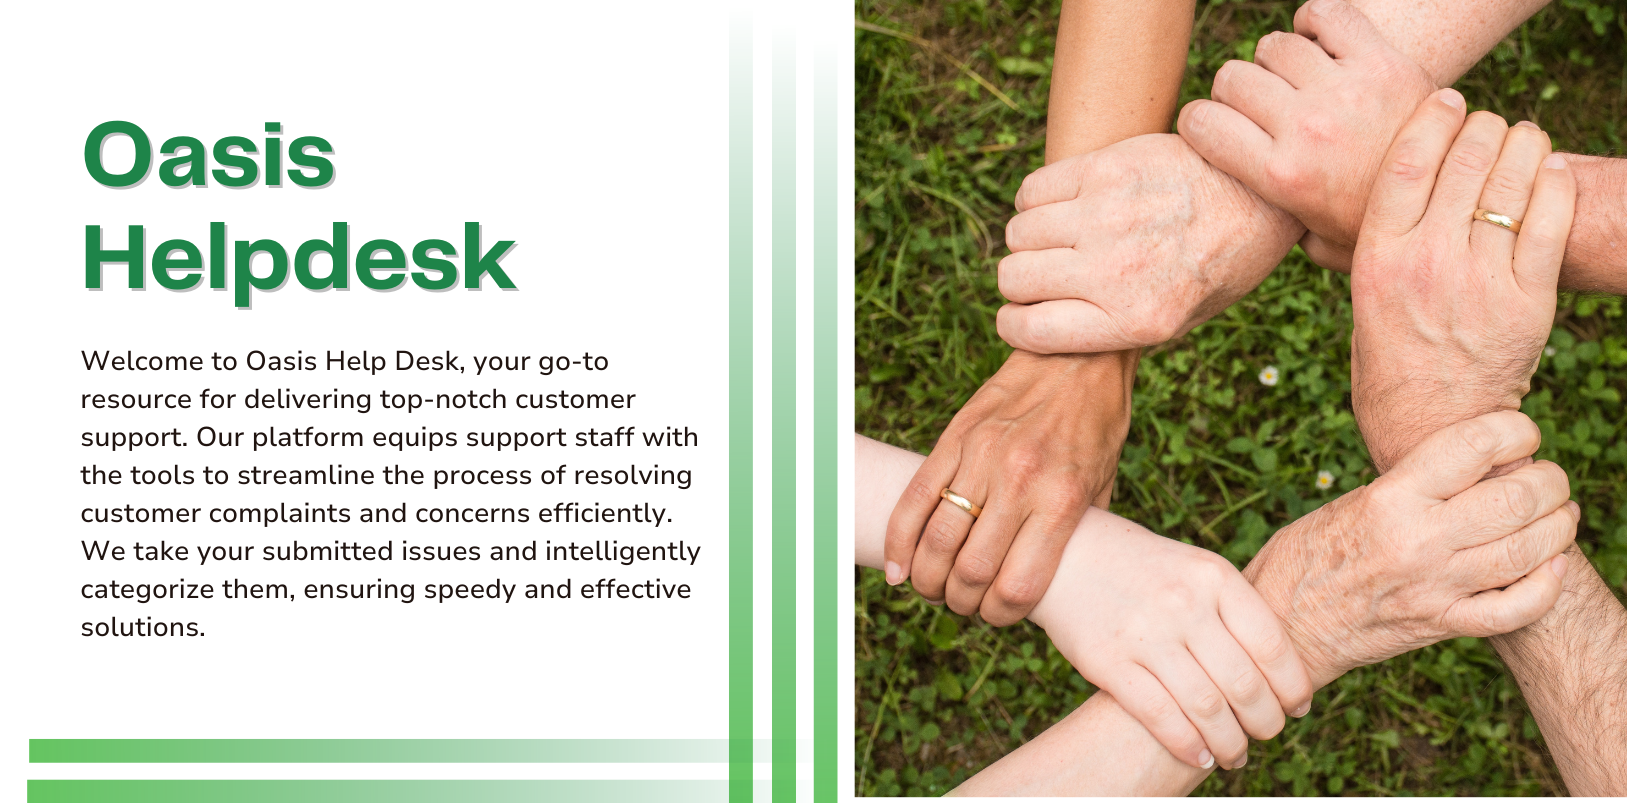 Oasis
Helpdesk
Welcome to Oasis Help Desk, your go-to
resource for delivering top-notch customer
support. Our platform equips support staff with
the tools to streamline the process of resolving
customer complaints and concerns efficiently.
We take your submitted issues and intelligently
categorize them, ensuring speedy and effective
solutions.